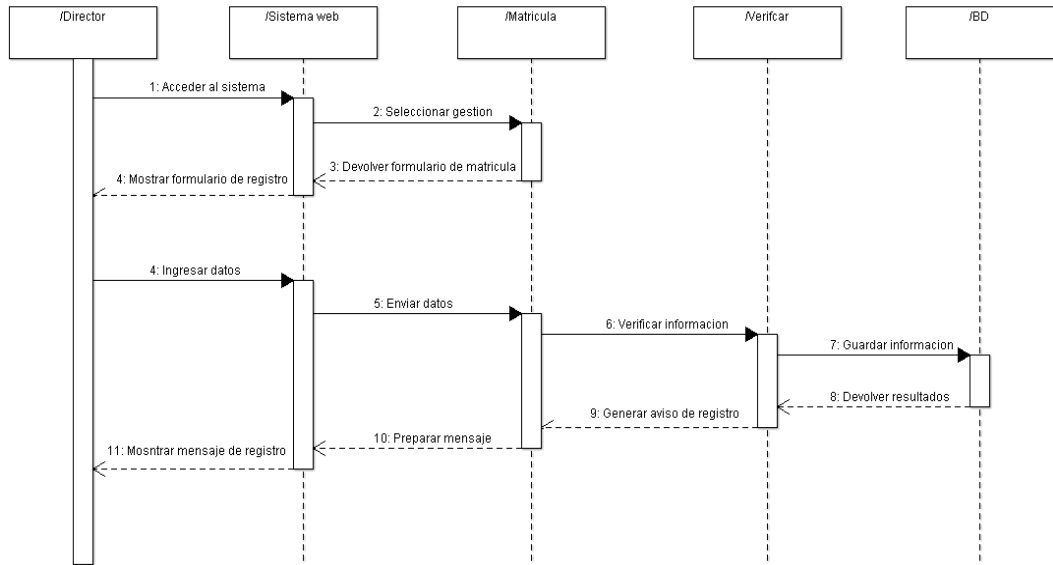 /Director
/Sistema web
/Matricula
/Verifcar
/BD
1: Acceder al sistema
2: Seleccionar gestion
3: Devolver formulario de matricula
4: Mostrar formulario de registro
4: Ingresar datos
5: Enviar datos
6: Verificar informacion
7: Guardar informacion
8: Devolver resultados
9: Generar aviso de registro
10: Preparar mensaje
11: Mosntrar mensaje de registro